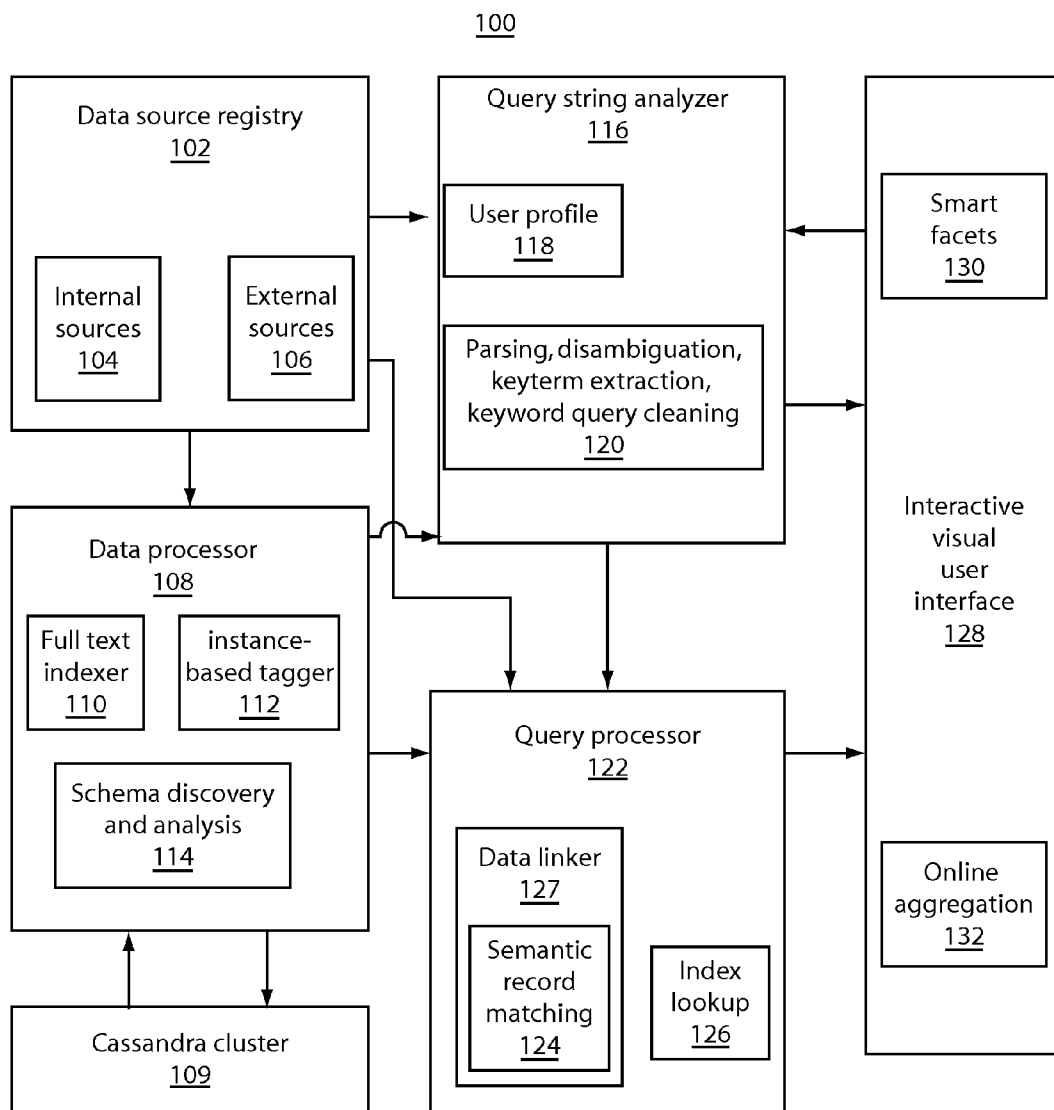 100
Data source registry
102
Internal
sources
104
External
sources
106
Query string analyzer
116
User profile
118
Parsing, disambiguation,
keyterm extraction,
keyword query cleaning
120
Smart
facets
130
Interactive
visual
user
interface
128
Online
aggregation
132
Data processor
108
Full text
indexer
110
instance-
based tagger
112
Schema discovery
and analysis
114
Cassandra cluster
109
Query processor
122
Data linker
127
Semantic
record
matching
124
Index
lookup
126